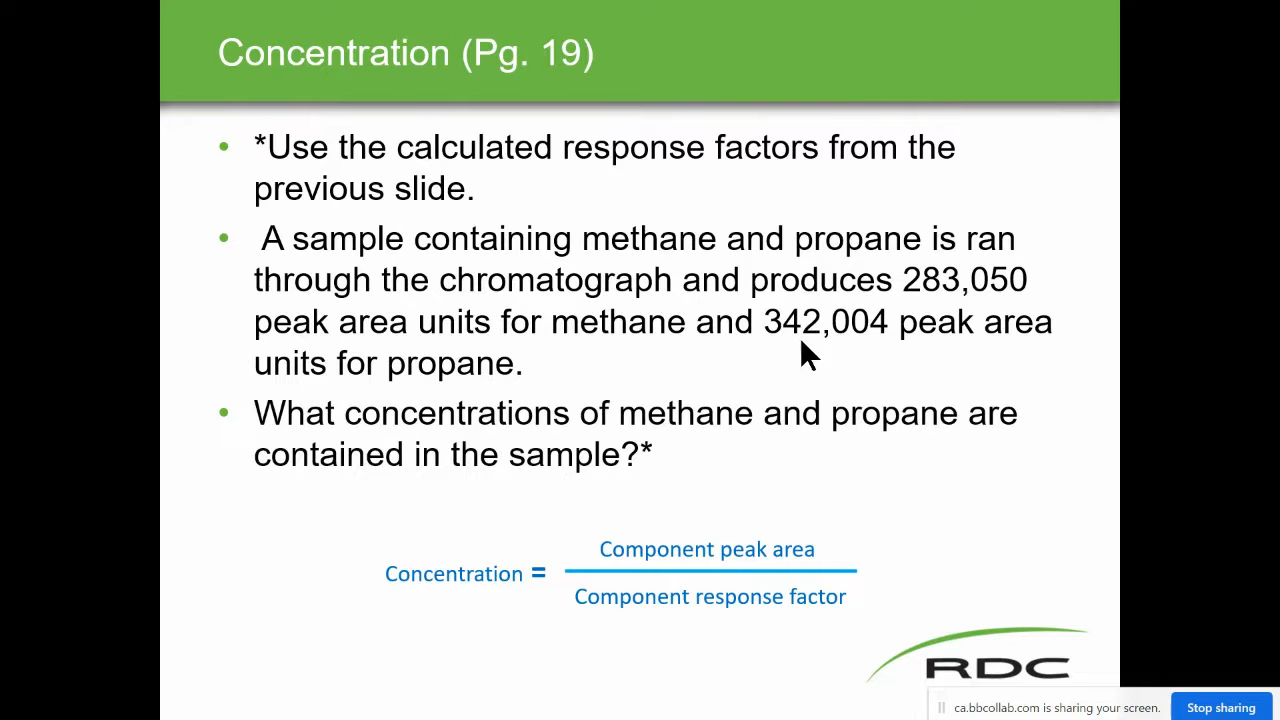 Concentration (Pg. 19)
• *Use the calculated response factors from the
previous slide.
• A sample containing methane and propane is ran
through the chromatograph and produces 283,050
peak area units for methane and 342,004 peak area
units for propane.
• What concentrations of methane and propane are
contained in the sample?*
Component peak area
Concentration =
Component response factor
RDC
ca.bbcollab.com is sharing your screen.
Stop sharing